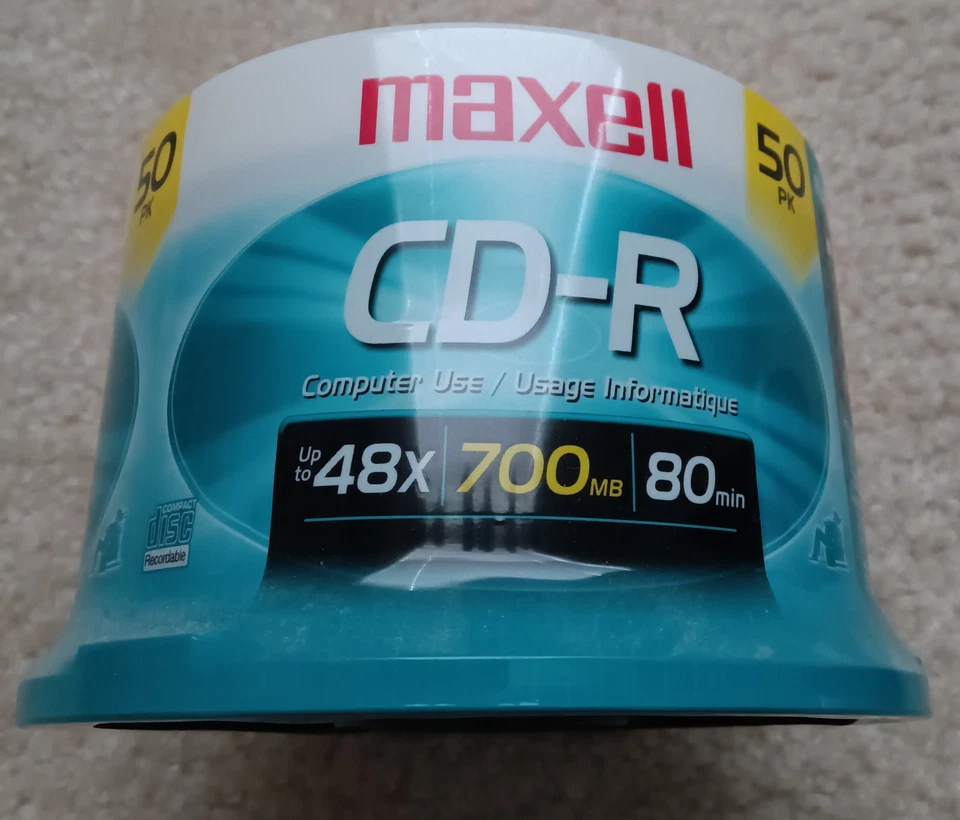 maxell
50
PK
50
PK
CD-R
Computer Use / Usage Informatique
Up to 48X 700MB 80min
COMPACT
disc
Recordable